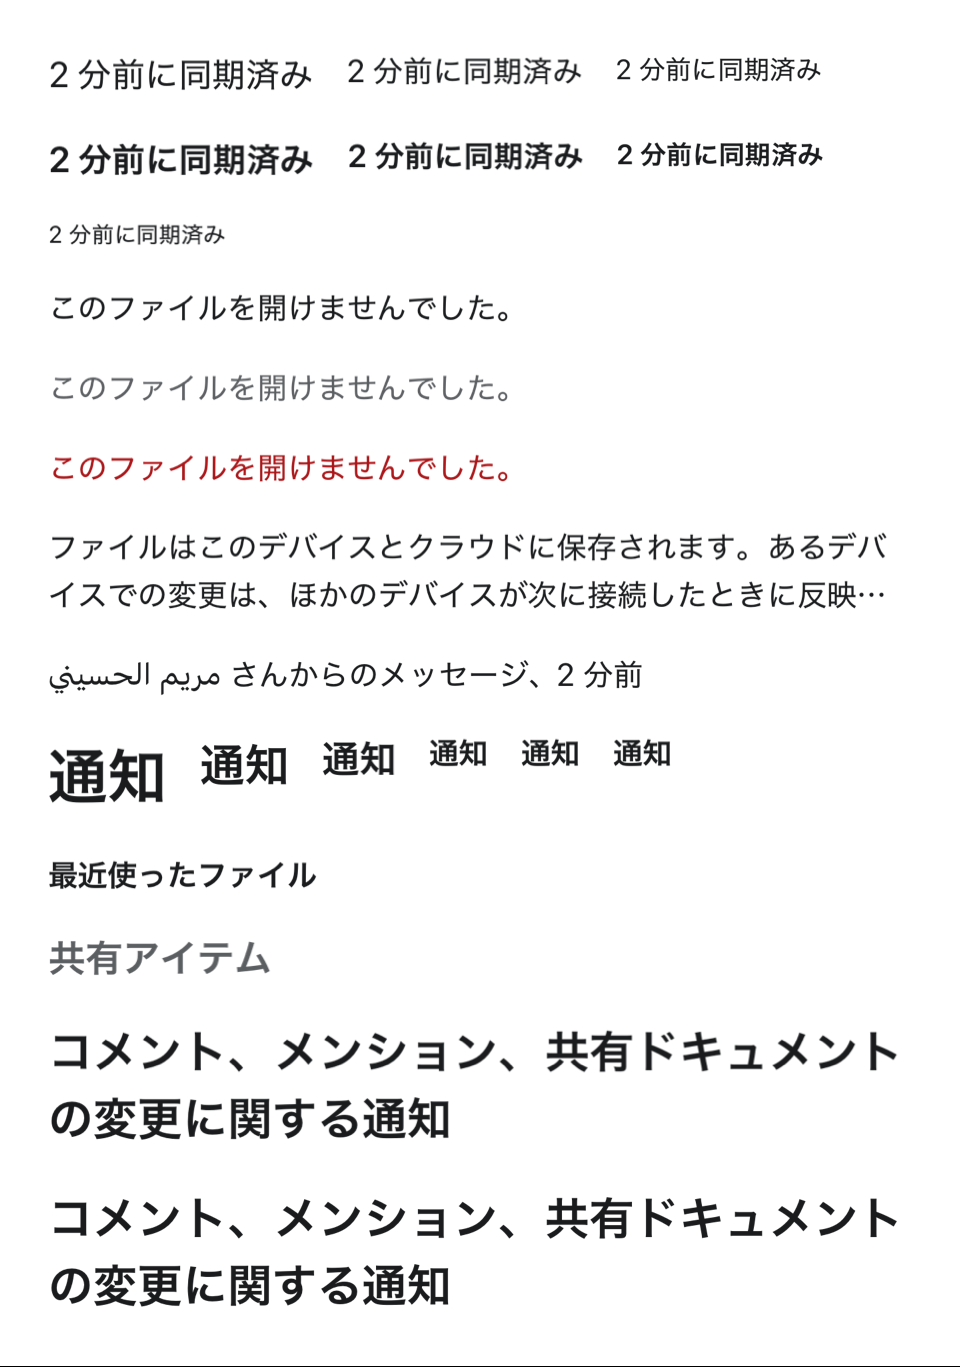 2 分前に同期済み 2 分前に同期済み 2 分前に同期済み
2 分前に同期済み 2 分前に同期済み 2 分前に同期済み
2 分前に同期済み
このファイルを開けませんでした。
このファイルを開けませんでした。
このファイルを開けませんでした。
ファイルはこのデバイスとクラウドに保存されます。あるデバ
イスでの変更は、ほかのデバイスが次に接続したときに反映…
مريم الحسيني さんからのメッセージ、2 分前
通知 通知 通知 通知 通知 通知
最近使ったファイル
共有アイテム
コメント、メンション、共有ドキュメント
の変更に関する通知
コメント、メンション、共有ドキュメント
の変更に関する通知